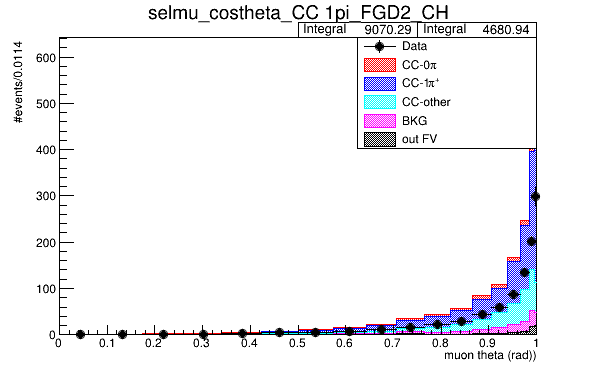 selmu_costheta_CC 1pi_FGD2_CH
Integral 9070.29 Integral 4680.94
#events/0.0114
Data
CC-0π
CC-1π⁺
CC-other
BKG
out FV
600
500
400
300
200
100
0
0 0.1 0.2 0.3 0.4 0.5 0.6 0.7 0.8 0.9 1
muon theta (rad))